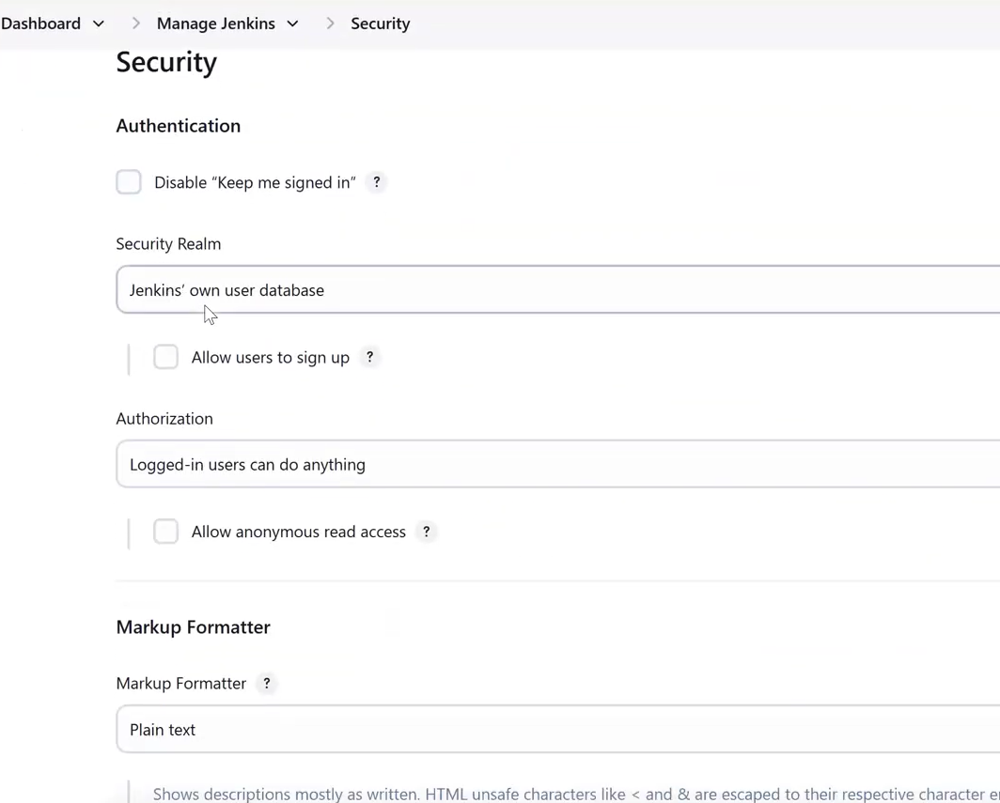 Dashboard Manage Jenkins Security
Security
Authentication
Disable “Keep me signed in” ?
Security Realm
Jenkins’ own user database
Allow users to sign up ?
Authorization
Logged-in users can do anything
Allow anonymous read access ?
Markup Formatter
Markup Formatter ?
Plain text
Shows descriptions mostly as written. HTML unsafe characters like < and & are escaped to their respective character